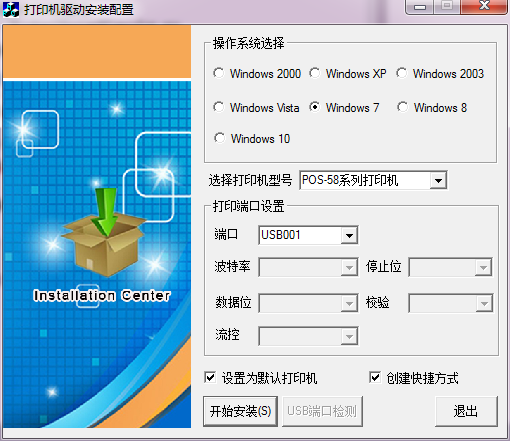 打印机驱动安装配置
操作系统选择
Windows 2000 Windows XP Windows 2003
Windows Vista Windows 7 Windows 8
Windows 10
选择打印机型号 POS-58系列打印机
打印端口设置
端口 USB001
波特率 停止位
数据位 校验
流控
Installation Center
设置为默认打印机 创建快捷方式
开始安装(S) USB端口检测 退出